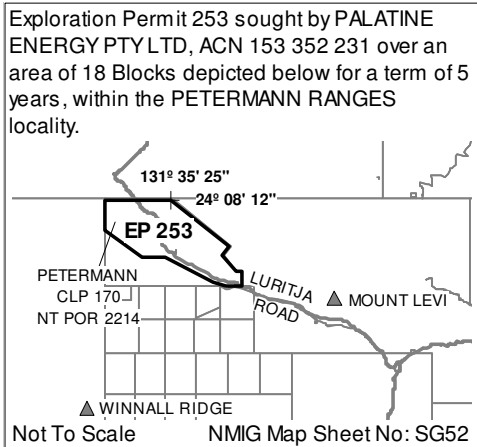 Exploration Permit 253 sought by PALATINE
ENERGY PTY LTD, ACN 153 352 231 over an
area of 18 Blocks depicted below for a term of 5
years, within the PETERMANN RANGES
locality.
131º 35' 25"
24º 08' 12"
EP 253
PETERMANN
CLP 170
NT POR 2214
LURITJA
ROAD
MOUNT LEVI
WINNALL RIDGE
Not To Scale NMIG Map Sheet No: SG52